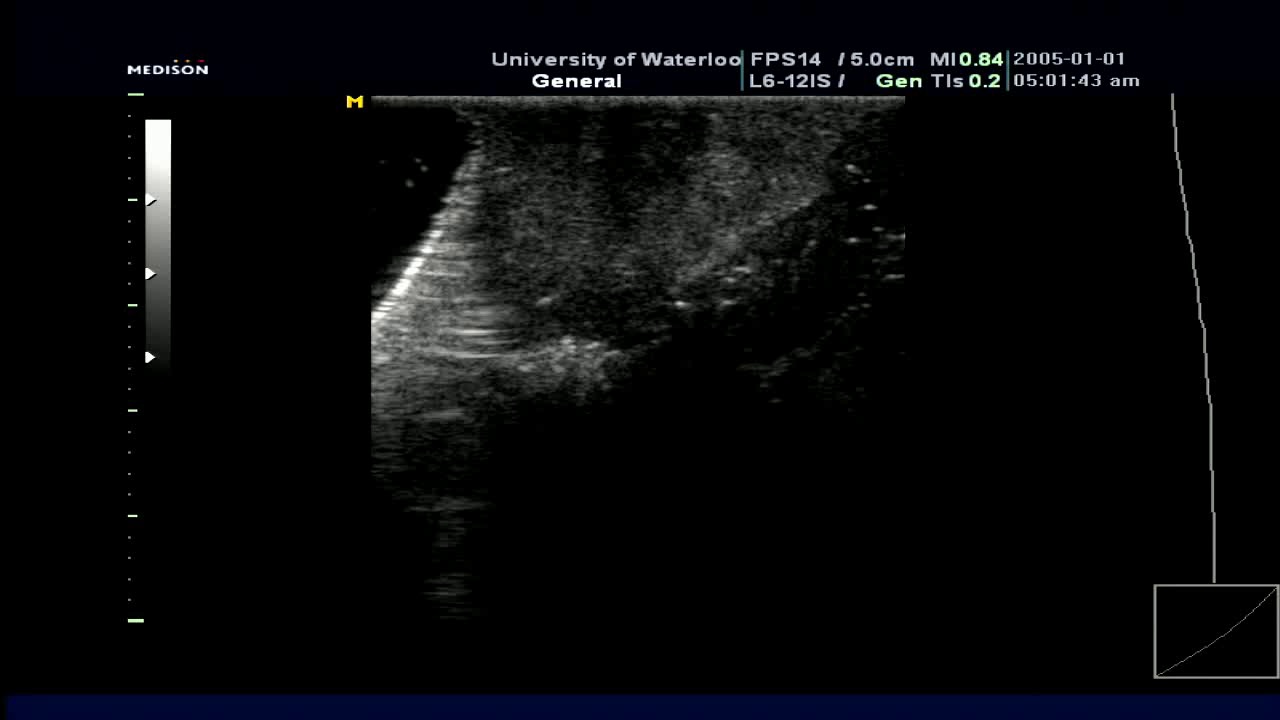 MEDISON
University of Waterloo FPS14 / 5.0cm MI 0.84 2005-01-01
General L6-12IS / Gen TIs 0.2 05:01:43 am
M